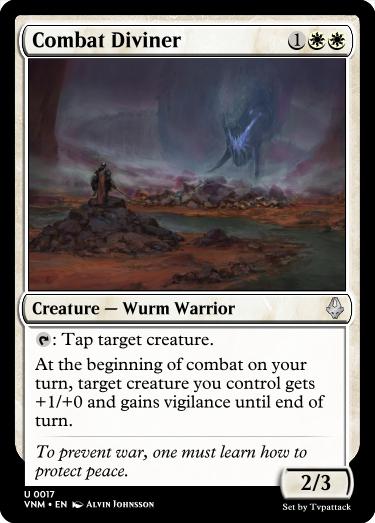 Combat Diviner 1
Creature — Wurm Warrior
: Tap target creature.
At the beginning of combat on your
turn, target creature you control gets
+1/+0 and gains vigilance until end of
turn.
To prevent war, one must learn how to
protect peace.
2/3
U 0017
VNM • EN Alvin Johnsson
Set by Tvpattack